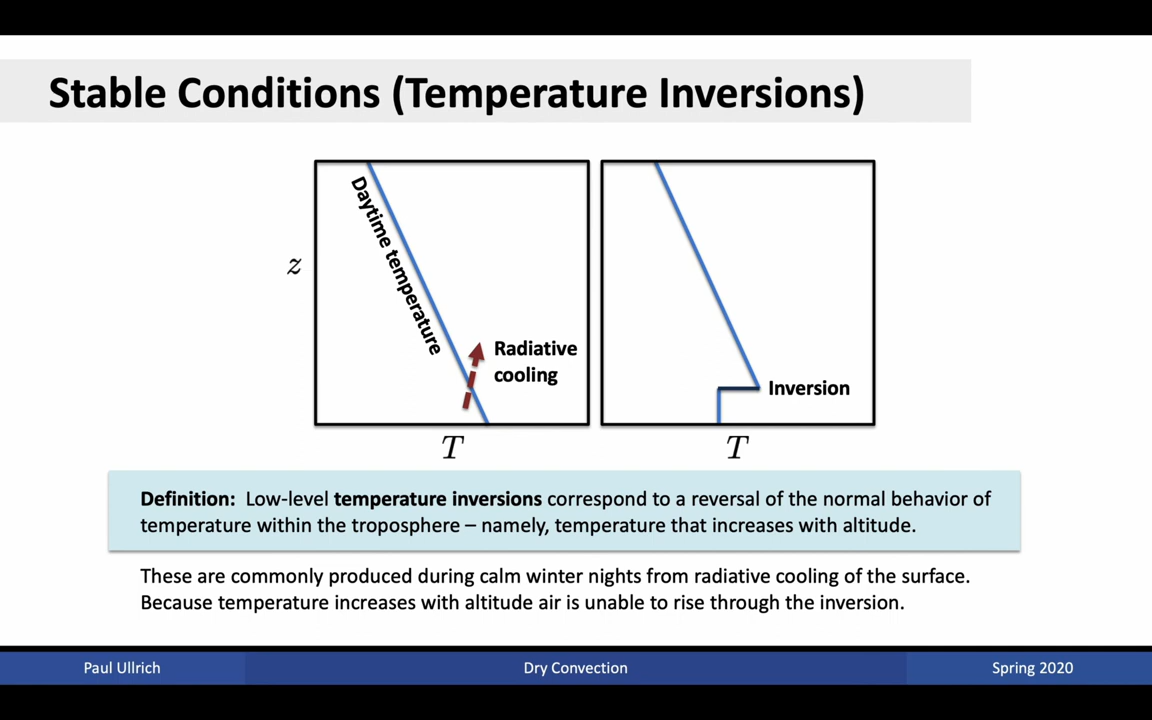 Stable Conditions (Temperature Inversions)
Daytime temperature
z
Radiative
cooling
T
Inversion
T
Definition: Low-level temperature inversions correspond to a reversal of the normal behavior of
temperature within the troposphere – namely, temperature that increases with altitude.
These are commonly produced during calm winter nights from radiative cooling of the surface.
Because temperature increases with altitude air is unable to rise through the inversion.
Paul Ullrich
Dry Convection
Spring 2020